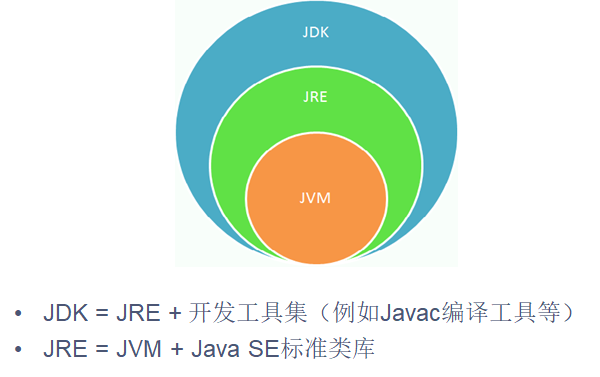 JDK
JRE
JVM
• JDK = JRE + 开发工具集（例如Javac编译工具等）
• JRE = JVM + Java SE标准类库